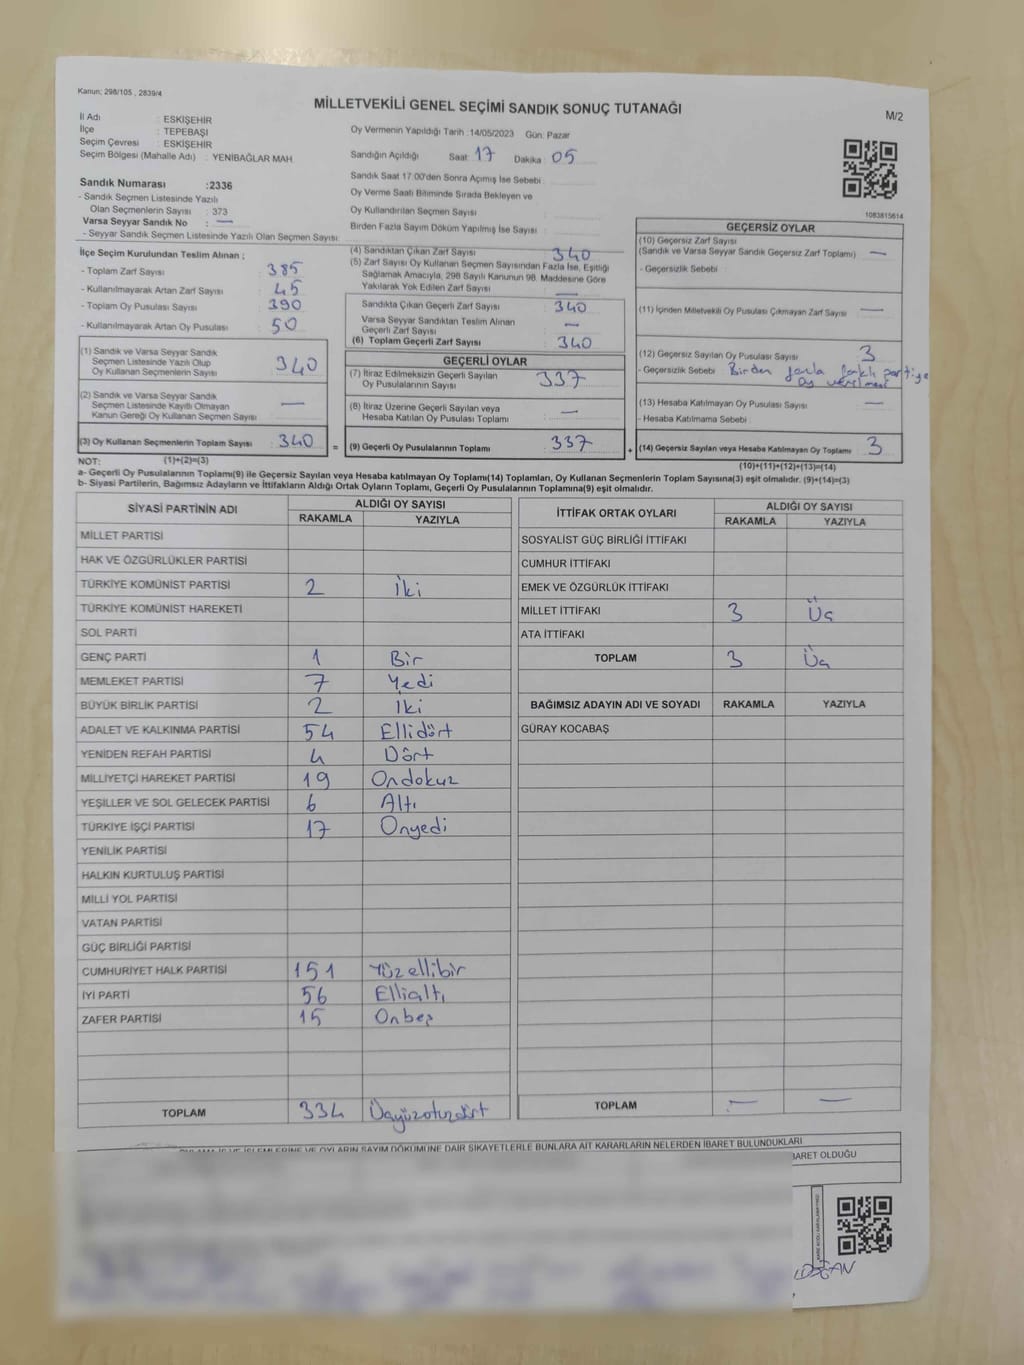 Kanun; 298/105 , 2839/4
MİLLETVEKİLİ GENEL SEÇİMİ SANDIK SONUÇ TUTANAĞI
M/2
İl Adı : ESKİŞEHİR
İlçe : TEPEBAŞI
Seçim Çevresi : ESKİŞEHİR
Seçim Bölgesi (Mahalle Adı) : YENİBAĞLAR MAH.
Sandık Numarası :2336
- Sandık Seçmen Listesinde Yazılı
Olan Seçmenlerin Sayısı : 373
Varsa Seyyar Sandık No : —
- Seyyar Sandık Seçmen Listesinde Yazılı Olan Seçmen Sayısı:
Oy Vermenin Yapıldığı Tarih :14/05/2023 Gün: Pazar
Sandığın Açıldığı Saat: 17 Dakika: 05
Sandık Saat 17:00'den Sonra Açmış İse Sebebi :
Oy Verme Saati Bitiminde Sırada Bekleyen ve
Oy Kullandırılan Seçmen Sayısı :
Birden Fazla Sayım Döküm Yapılmış İse Sayısı :
1083815614
İlçe Seçim Kurulundan Teslim Alınan ;
- Toplam Zarf Sayısı : 385
- Kullanılmayarak Artan Zarf Sayısı : 45
- Toplam Oy Pusulası Sayısı : 390
- Kullanılmayarak Artan Oy Pusulası : 50
(1) Sandık ve Varsa Seyyar Sandık
Seçmen Listesinde Yazılı Olup
Oy Kullanan Seçmenlerin Sayısı : 340
(2) Sandık ve Varsa Seyyar Sandık
Seçmen Listesinde Kayıtlı Olmayan
Kanun Gereği Oy Kullanan Seçmen Sayısı : —
(3) Oy Kullanan Seçmenlerin Toplam Sayısı : 340
(4) Sandıktan Çıkan Zarf Sayısı : 340
(5) Zarf Sayısı Oy Kullanan Seçmen Sayısından Fazla İse, Eşitliği
Sağlamak Amacıyla, 298 Sayılı Kanunun 98. Maddesine Göre
Yakılarak Yok Edilen Zarf Sayısı : —
Sandıkta Çıkan Geçerli Zarf Sayısı : 340
Varsa Seyyar Sandıktan Teslim Alınan
Geçerli Zarf Sayısı : —
(6) Toplam Geçerli Zarf Sayısı : 340
GEÇERLİ OYLAR
(7) İtiraz Edilmeksizin Geçerli Sayılan
Oy Pusulalarının Sayısı : 337
(8) İtiraz Üzerine Geçerli Sayılan veya
Hesaba Katılan Oy Pusulası Toplamı : —
= (9) Geçerli Oy Pusulalarının Toplamı : 337
GEÇERSİZ OYLAR
(10) Geçersiz Zarf Sayısı
(Sandık ve Varsa Seyyar Sandık Geçersiz Zarf Toplamı) : —
- Geçersizlik Sebebi :
(11) İçinden Milletvekili Oy Pusulası Çıkmayan Zarf Sayısı : —
(12) Geçersiz Sayılan Oy Pusulası Sayısı : 3
- Geçersizlik Sebebi : Birden fazla farklı partiye
oy verilmesi
(13) Hesaba Katılmayan Oy Pusulası Sayısı : —
- Hesaba Katılmama Sebebi :
+ (14) Geçersiz Sayılan veya Hesaba Katılmayan Oy Toplamı : 3
NOT: (1)+(2)=(3)
(10)+(11)+(12)+(13)=(14)
a- Geçerli Oy Pusulalarının Toplamı(9) ile Geçersiz Sayılan veya Hesaba katılmayan Oy Toplamı(14) Toplamları, Oy Kullanan Seçmenlerin Toplam Sayısına(3) eşit olmalıdır. (9)+(14)=(3)
b- Siyasi Partilerin, Bağımsız Adayların ve İttifakların Aldığı Ortak Oyların Toplamı, Geçerli Oy Pusulalarının Toplamına(9) eşit olmalıdır.
SİYASİ PARTİNİN ADI ALDIĞI OY SAYISI
RAKAMLA YAZIYLA
MİLLET PARTİSİ
HAK VE ÖZGÜRLÜKLER PARTİSİ
TÜRKİYE KOMÜNİST PARTİSİ 2 İki
TÜRKİYE KOMÜNİST HAREKETİ
SOL PARTİ
GENÇ PARTİ 1 Bir
MEMLEKET PARTİSİ 7 Yedi
BÜYÜK BİRLİK PARTİSİ 2 İki
ADALET VE KALKINMA PARTİSİ 54 Ellidört
YENİDEN REFAH PARTİSİ 4 Dört
MİLLİYETÇİ HAREKET PARTİSİ 19 Ondokuz
YEŞİLLER VE SOL GELECEK PARTİSİ 6 Altı
TÜRKİYE İŞÇİ PARTİSİ 17 Onyedi
YENİLİK PARTİSİ
HALKIN KURTULUŞ PARTİSİ
MİLLİ YOL PARTİSİ
VATAN PARTİSİ
GÜÇ BİRLİĞİ PARTİSİ
CUMHURİYET HALK PARTİSİ 151 Yüzellibir
İYİ PARTİ 56 Ellialtı
ZAFER PARTİSİ 15 Onbeş
TOPLAM 334 Üçyüzotuzdört
İTTİFAK ORTAK OYLARI ALDIĞI OY SAYISI
RAKAMLA YAZIYLA
SOSYALİST GÜÇ BİRLİĞİ İTTİFAKI
CUMHUR İTTİFAKI
EMEK VE ÖZGÜRLÜK İTTİFAKI
MİLLET İTTİFAKI 3 Üç
ATA İTTİFAKI
TOPLAM 3 Üç
BAĞIMSIZ ADAYIN ADI VE SOYADI RAKAMLA YAZIYLA
GÜRAY KOCABAŞ
TOPLAM — —
İŞLEMLERİNE VE OYLARIN SAYIM DÖKÜMÜNE DAİR ŞİKAYETLERLE BUNLARA AİT KARARLARIN NELERDEN İBARET BULUNDUKLARI
BARET OLDUĞU